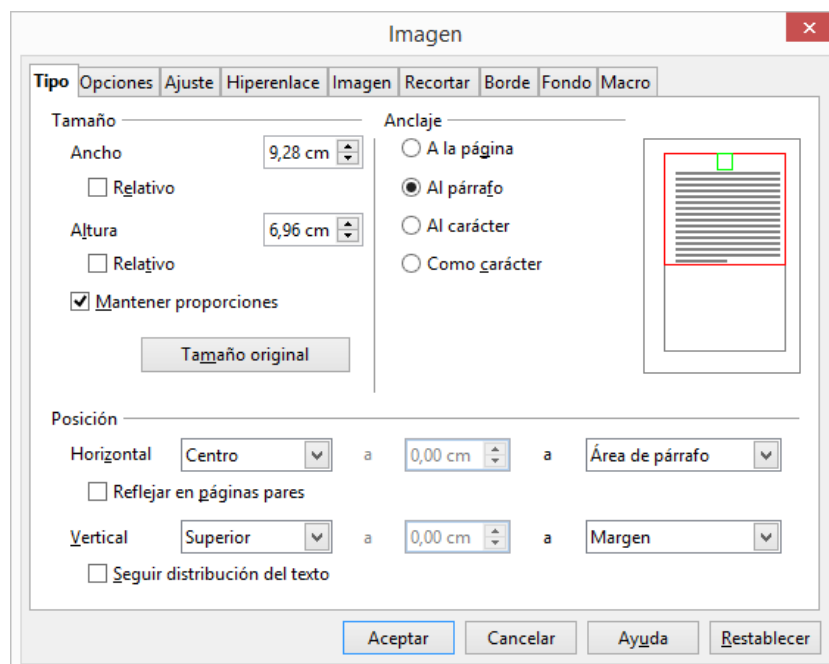 Imagen
Tipo Opciones Ajuste Hiperenlace Imagen Recortar Borde Fondo Macro
Tamaño Anclaje
Ancho 9,28 cm A la página
Relativo Al párrafo
Altura 6,96 cm Al carácter
Relativo Como carácter
Mantener proporciones
Tamaño original
Posición
Horizontal Centro a 0,00 cm a Área de párrafo
Reflejar en páginas pares
Vertical Superior a 0,00 cm a Margen
Seguir distribución del texto
Aceptar Cancelar Ayuda Restablecer